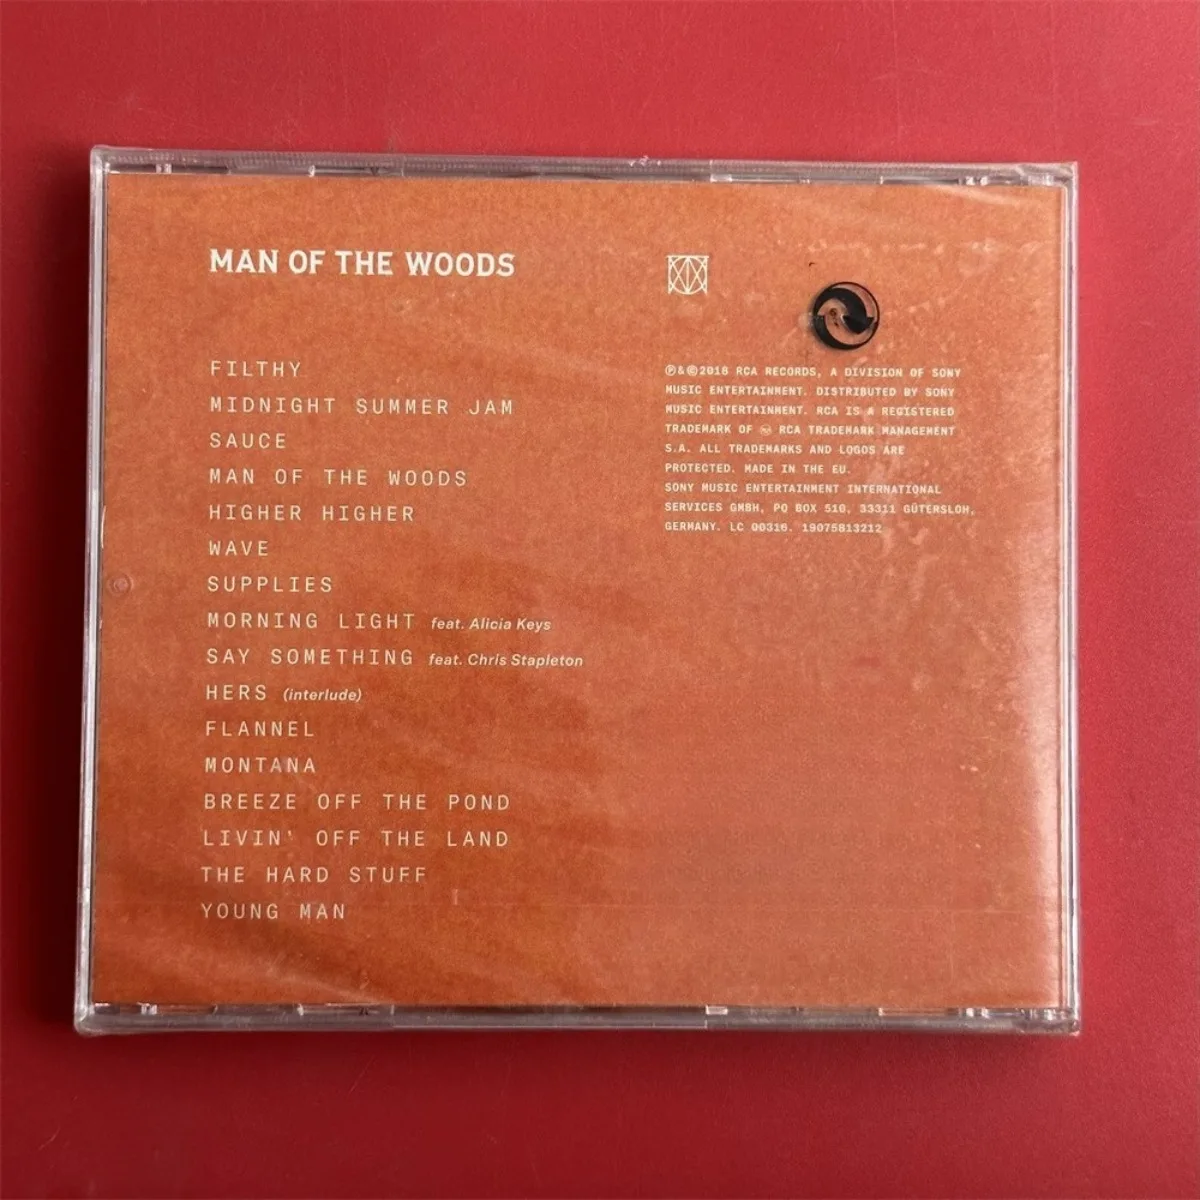 MAN OF THE WOODS
FILTHY
MIDNIGHT SUMMER JAM
SAUCE
MAN OF THE WOODS
HIGHER HIGHER
WAVE
SUPPLIES
MORNING LIGHT feat. Alicia Keys
SAY SOMETHING feat. Chris Stapleton
HERS (interlude)
FLANNEL
MONTANA
BREEZE OFF THE POND
LIVIN' OFF THE LAND
THE HARD STUFF
YOUNG MAN
℗&©2018 RCA RECORDS, A DIVISION OF SONY
MUSIC ENTERTAINMENT. DISTRIBUTED BY SONY
MUSIC ENTERTAINMENT. RCA IS A REGISTERED
TRADEMARK OF RCA TRADEMARK MANAGEMENT
S.A. ALL TRADEMARKS AND LOGOS ARE
PROTECTED. MADE IN THE EU.
SONY MUSIC ENTERTAINMENT INTERNATIONAL
SERVICES GMBH, PO BOX 510, 33311 GÜTERSLOH,
GERMANY. LC 00316. 19075813212